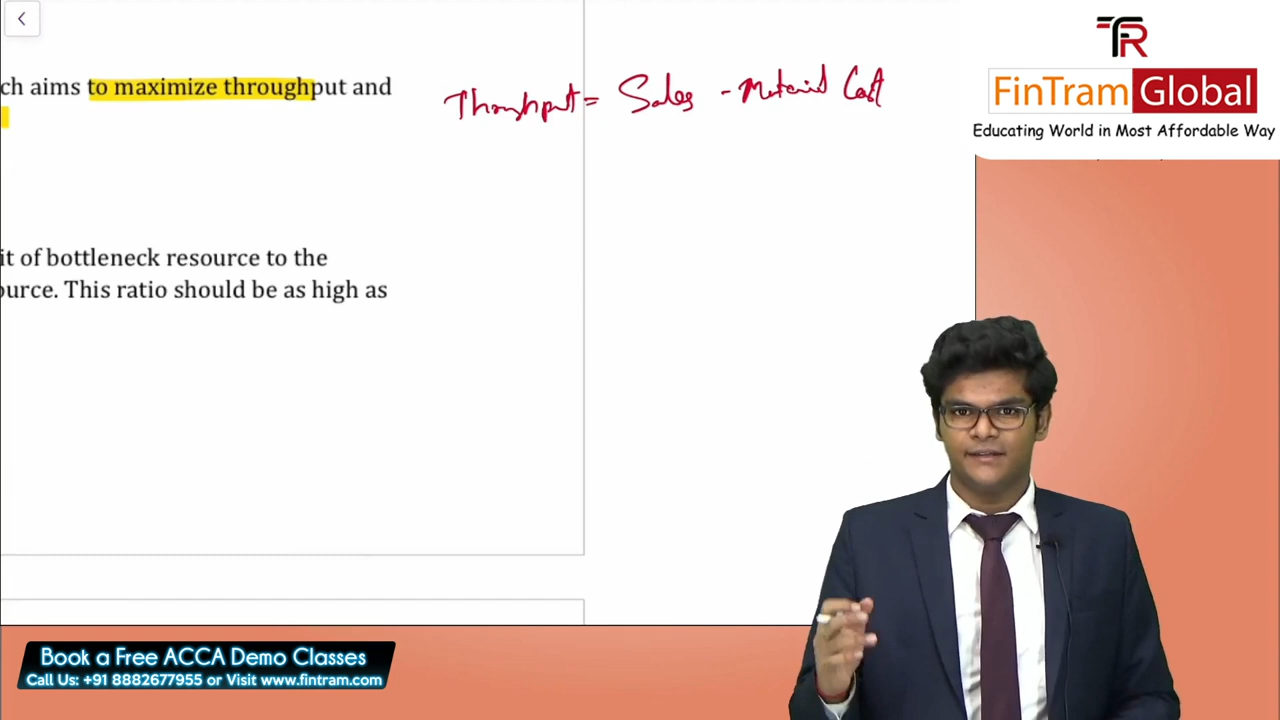 ch aims to maximize throughput and
Throughput = Sales - Material Cost
it of bottleneck resource to the
ource. This ratio should be as high as
TR
FinTram Global
Educating World in Most Affordable Way
Book a Free ACCA Demo Classes
Call Us: +91 8882677955 or Visit www.fintram.com